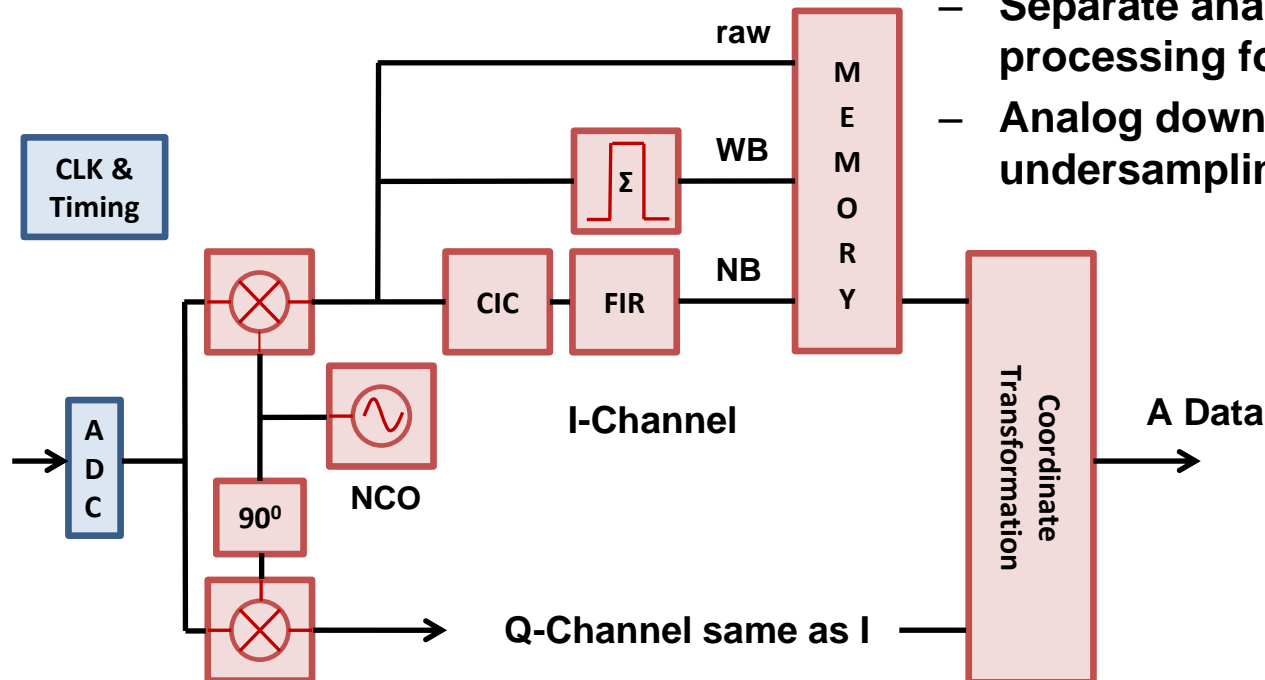 – Separate ana
processing fo
– Analog down
undersamplin
raw
WB
NB
M
E
M
O
R
Y
CLK &
Timing
Σ
CIC
FIR
I-Channel
NCO
90⁰
A
D
C
Coordinate
Transformation
A Data
Q-Channel same as I